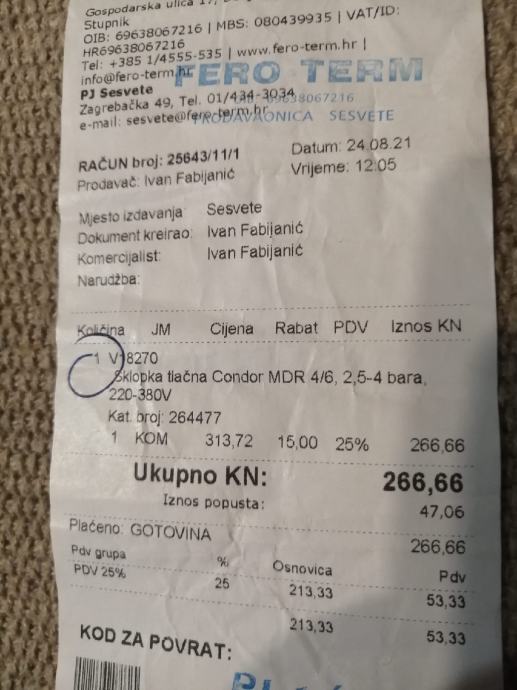 Gospodarska ulica 17,
Stupnik
OIB: 69638067216 | MBS: 080439935 | VAT/ID:
HR69638067216
Tel: +385 1/4555-535 | www.fero-term.hr |
info@fero-term.hr
FERO TERM
PJ Sesvete
Zagrebačka 49, Tel. 01/434-3034
69638067216
e-mail: sesvete@fero-term.hr
PRODAVAONICA SESVETE
RAČUN broj: 25643/11/1
Datum: 24.08.21
Prodavač: Ivan Fabijanić
Vrijeme: 12:05
Mjesto izdavanja Sesvete
Dokument kreirao: Ivan Fabijanić
Komercijalist: Ivan Fabijanić
Narudžba:
Količina JM Cijena Rabat PDV Iznos KN
1 V18270
Sklopka tlačna Condor MDR 4/6, 2,5-4 bara,
220-380V
Kat. broj: 264477
1 KOM 313,72 15,00 25% 266,66
Ukupno KN: 266,66
Iznos popusta: 47,06
Plaćeno: GOTOVINA 266,66
Pdv grupa % Osnovica Pdv
PDV 25% 25 213,33 53,33
213,33 53,33
KOD ZA POVRAT: